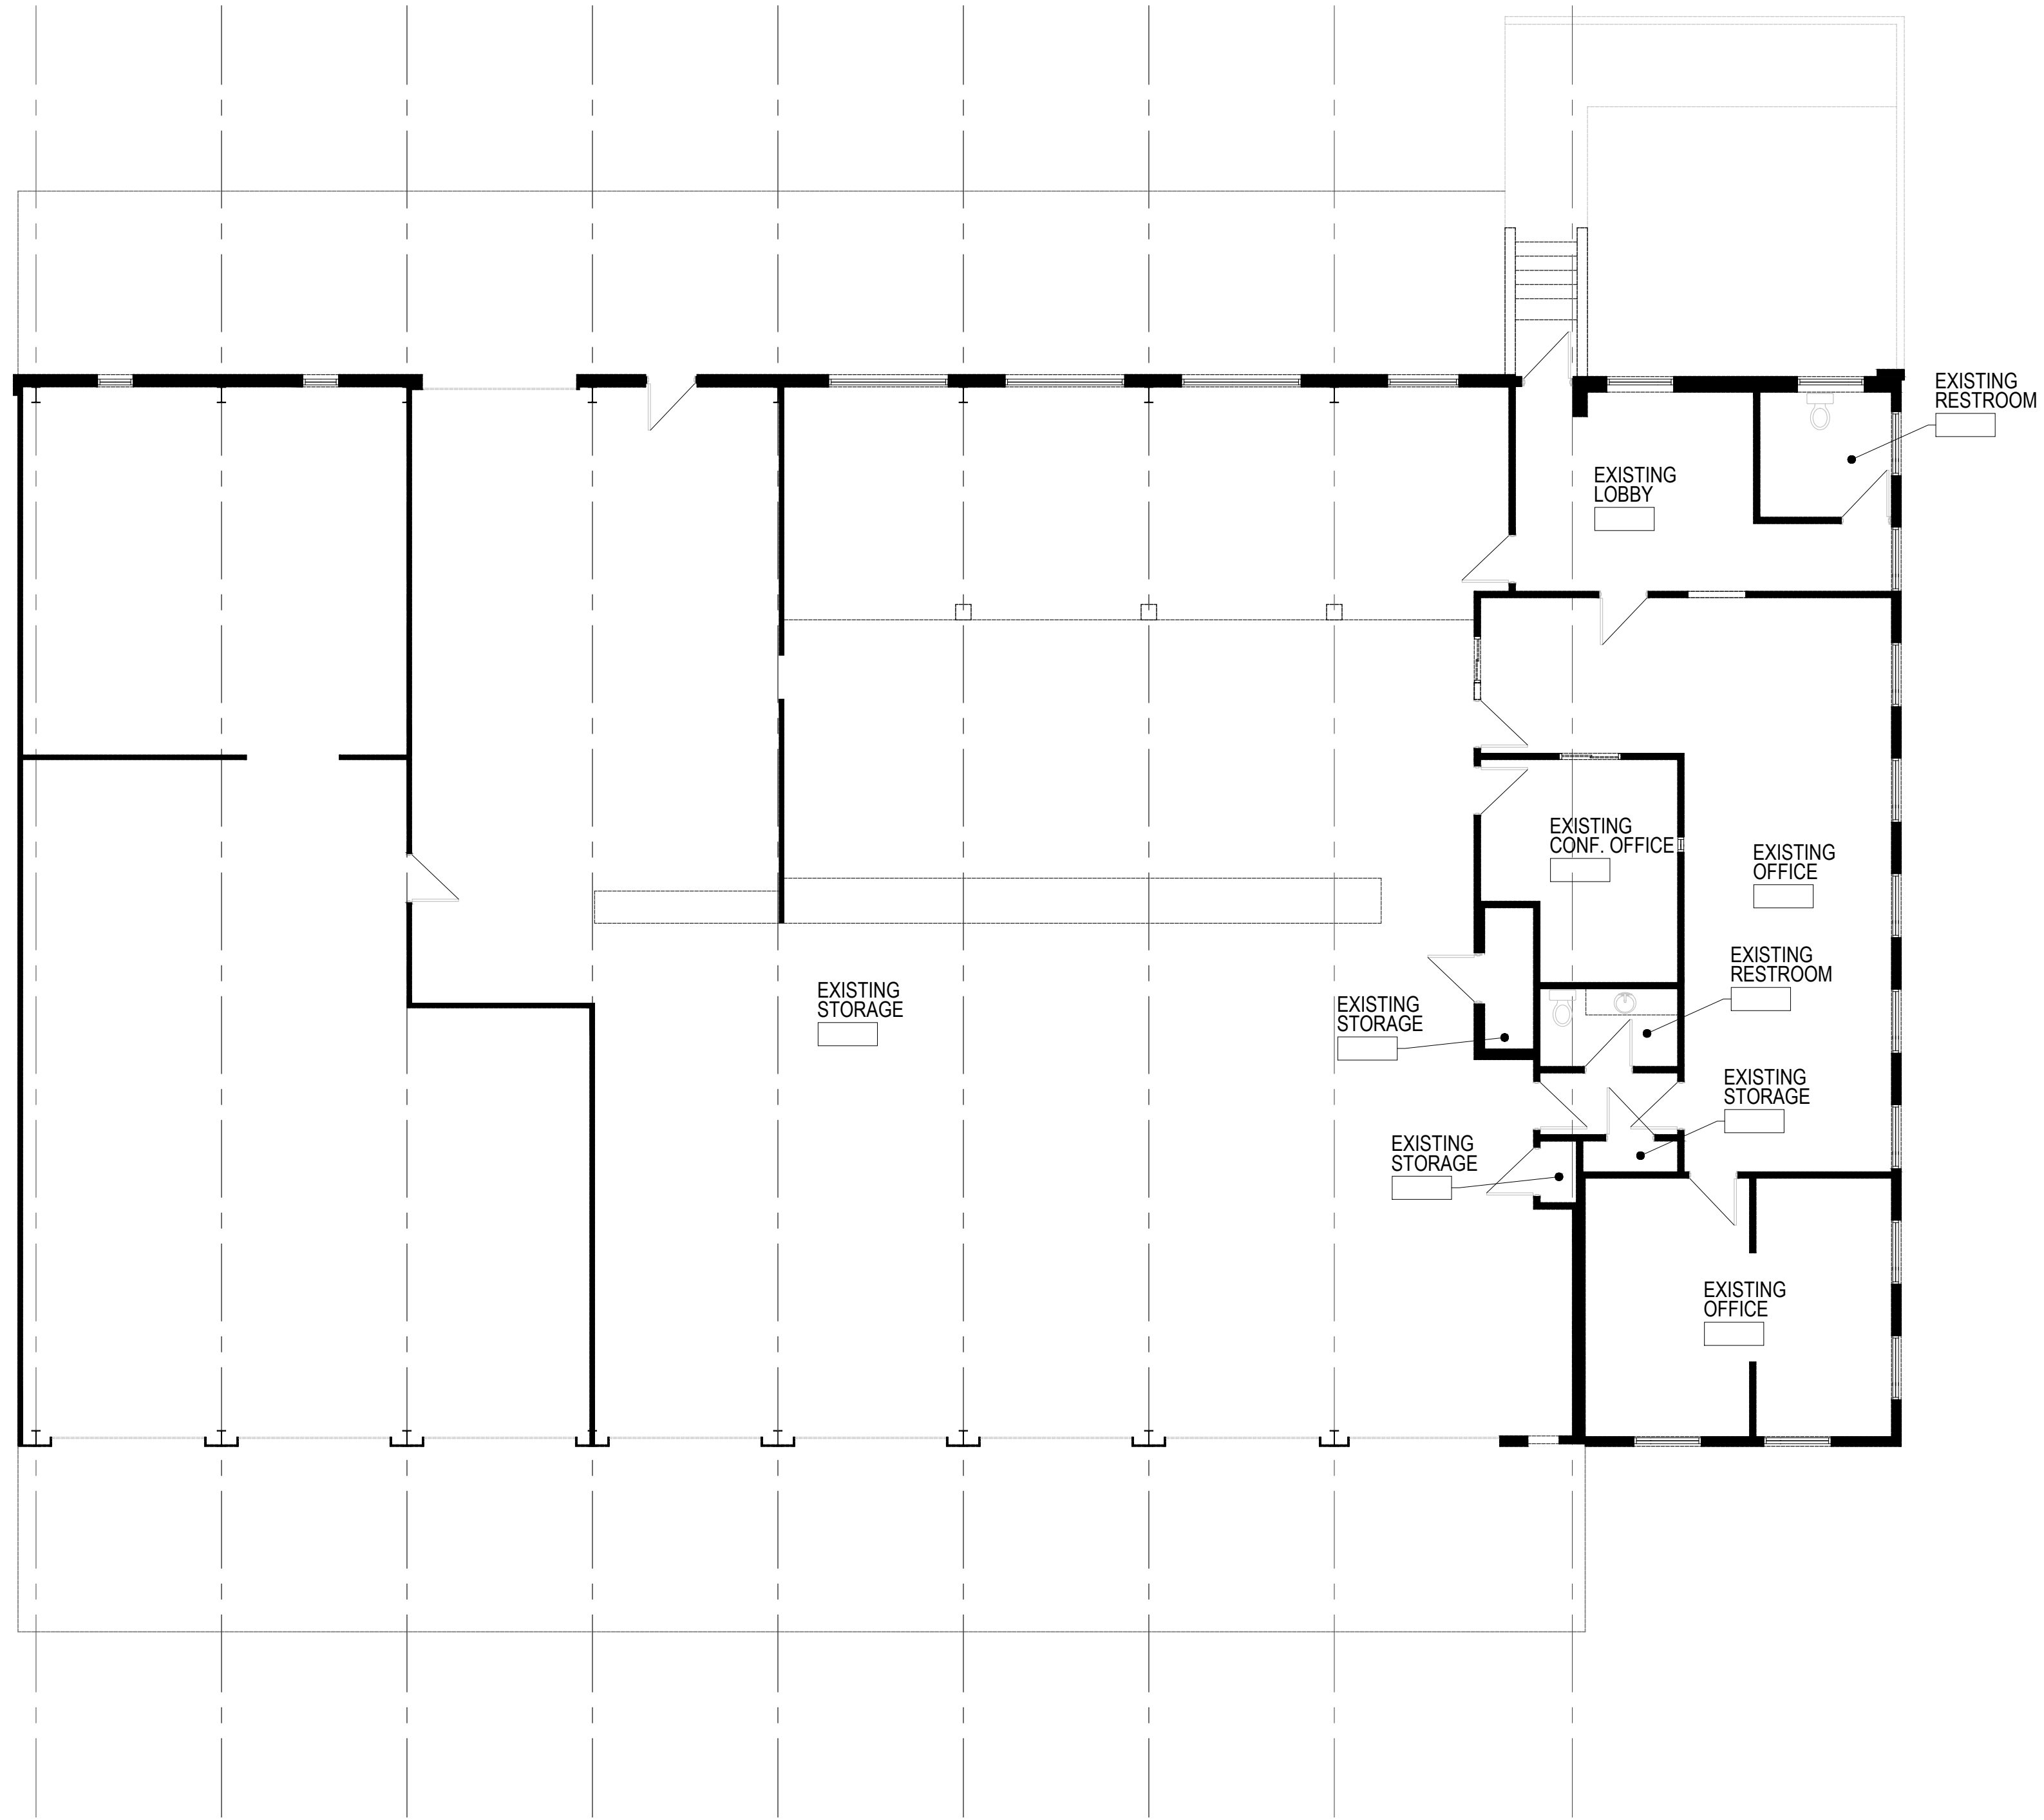 EXISTING
RESTROOM
EXISTING
LOBBY
EXISTING
CONF. OFFICE
EXISTING
OFFICE
EXISTING
RESTROOM
EXISTING
STORAGE
EXISTING
STORAGE
EXISTING
STORAGE
EXISTING
STORAGE
EXISTING
OFFICE